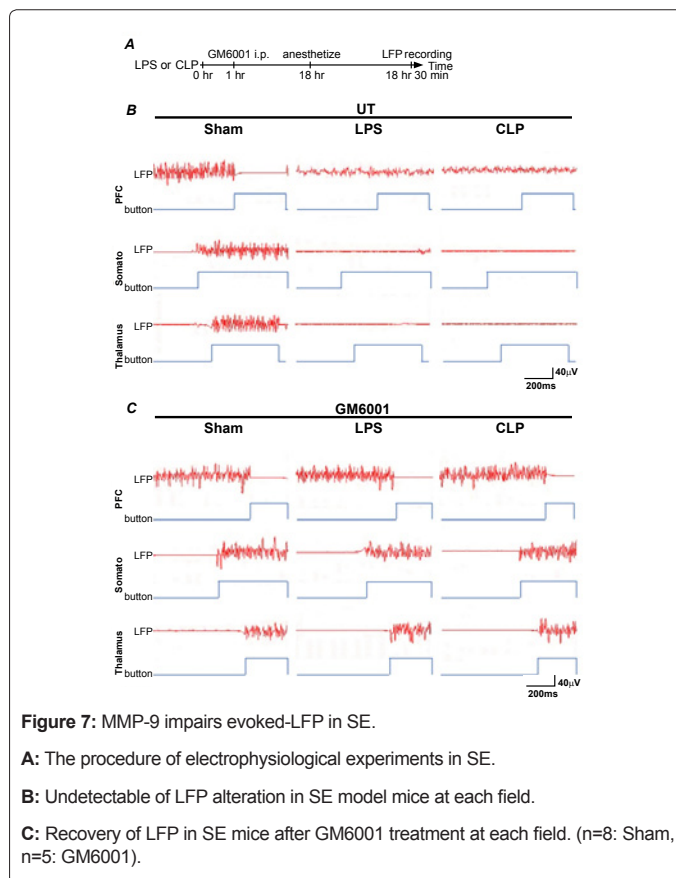 A
GM6001 i.p. anesthetize LFP recording
LPS or CLP Time
0 hr 1 hr 18 hr 18 hr 30 min
B
UT
Sham LPS CLP
LFP
PFC
button
LFP
Somato
button
LFP
Thalamus
button
40µV
200ms
C
GM6001
Sham LPS CLP
LFP
PFC
button
LFP
Somato
button
LFP
Thalamus
button
40µV
200ms
Figure 7: MMP-9 impairs evoked-LFP in SE.
A: The procedure of electrophysiological experiments in SE.
B: Undetectable of LFP alteration in SE model mice at each field.
C: Recovery of LFP in SE mice after GM6001 treatment at each field. (n=8: Sham,
n=5: GM6001).